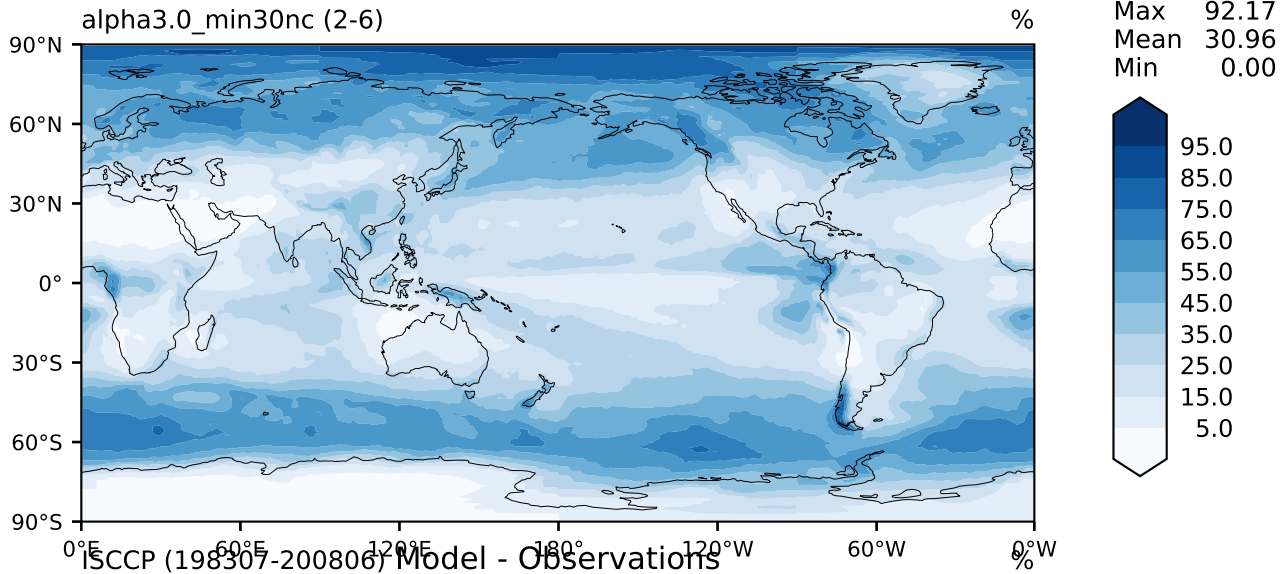 alpha3.0_min30nc (2-6) %
Max 92.17
Mean 30.96
Min 0.00
90°N
60°N
30°N
0°
30°S
60°S
90°S
95.0
85.0
75.0
65.0
55.0
45.0
35.0
25.0
15.0
5.0
0°E 60°E 120°E 180° 120°W 60°W 0°W
ISCCP (198307-200806) Model - Observations %